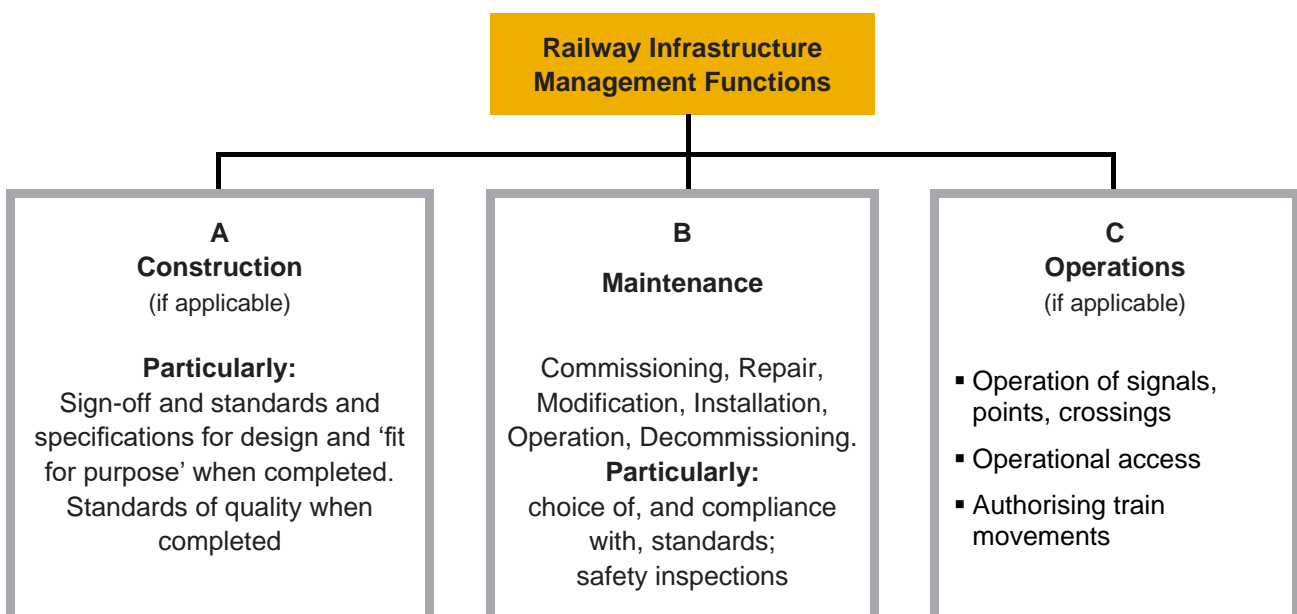 Railway Infrastructure
Management Functions
A
Construction
(if applicable)
Particularly:
Sign-off and standards and
specifications for design and ‘fit
for purpose’ when completed.
Standards of quality when
completed
B
Maintenance
Commissioning, Repair,
Modification, Installation,
Operation, Decommissioning.
Particularly:
choice of, and compliance
with, standards;
safety inspections
C
Operations
(if applicable)
▪ Operation of signals,
points, crossings
▪ Operational access
▪ Authorising train
movements